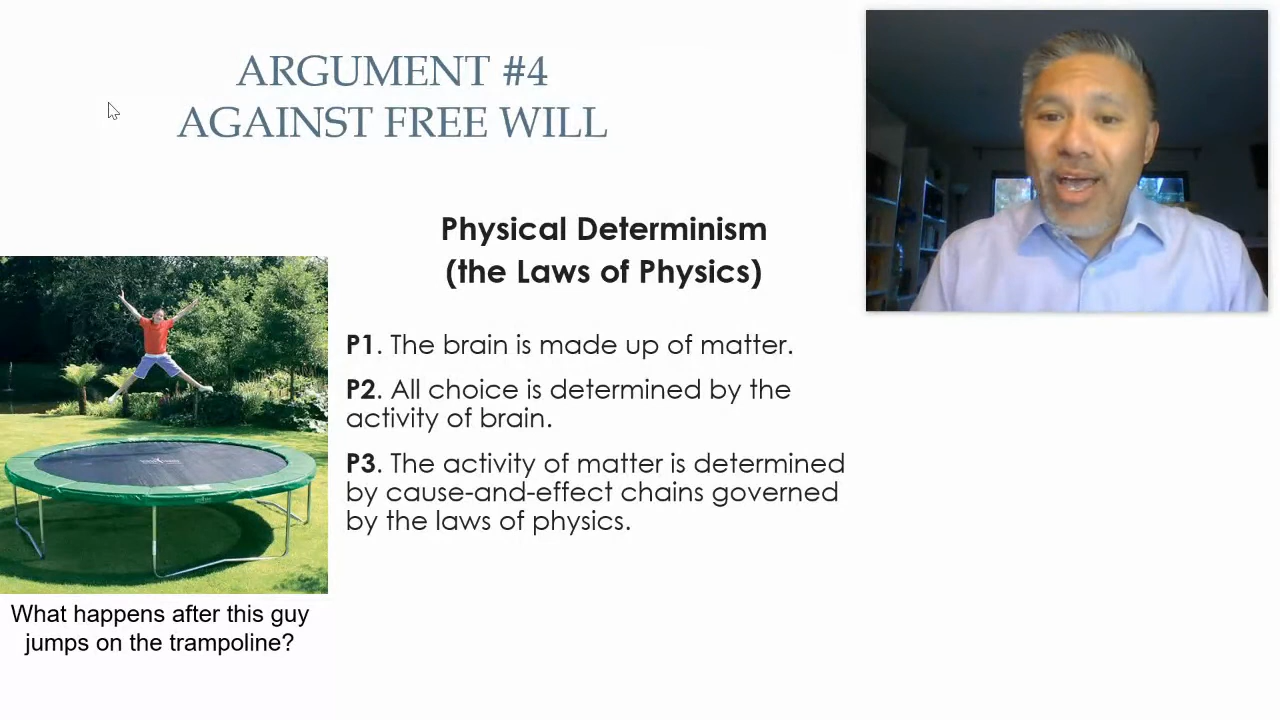 ARGUMENT #4
AGAINST FREE WILL
Physical Determinism
(the Laws of Physics)
P1. The brain is made up of matter.
P2. All choice is determined by the
activity of brain.
P3. The activity of matter is determined
by cause-and-effect chains governed
by the laws of physics.
What happens after this guy
jumps on the trampoline?